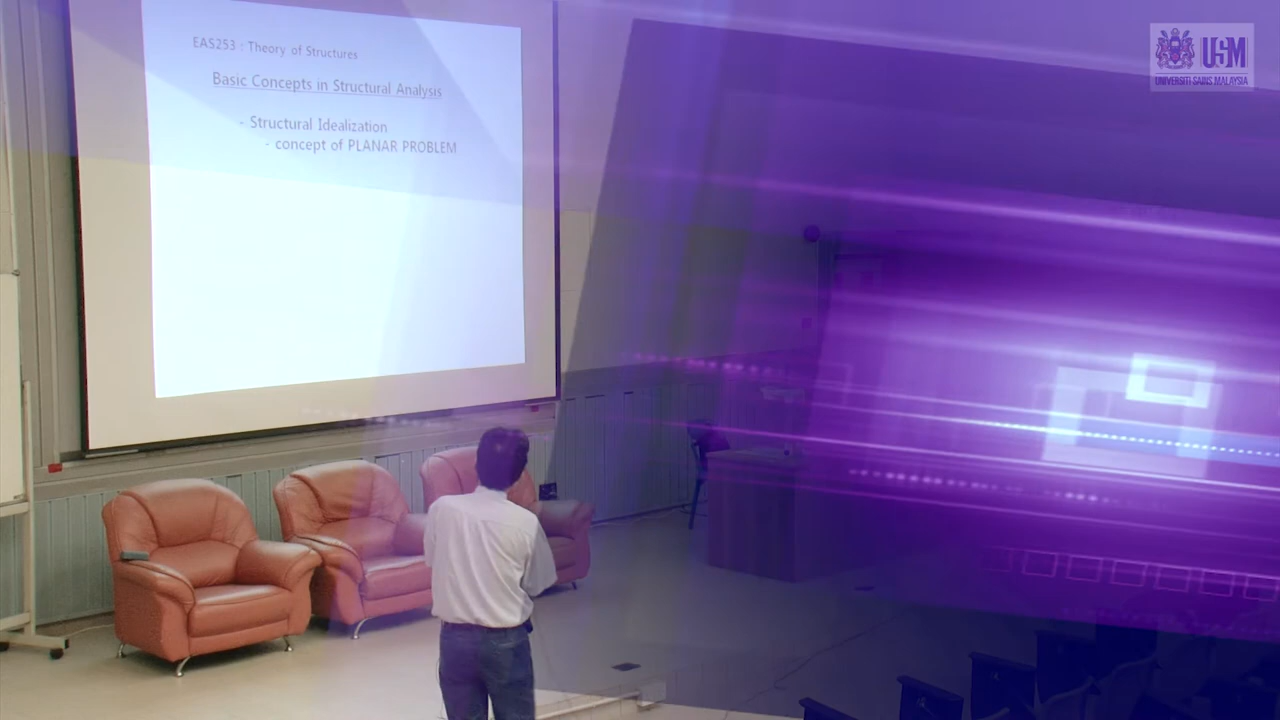 EAS253 : Theory of Structures
Basic Concepts in Structural Analysis
- Structural Idealization
- concept of PLANAR PROBLEM
USM
UNIVERSITI SAINS MALAYSIA